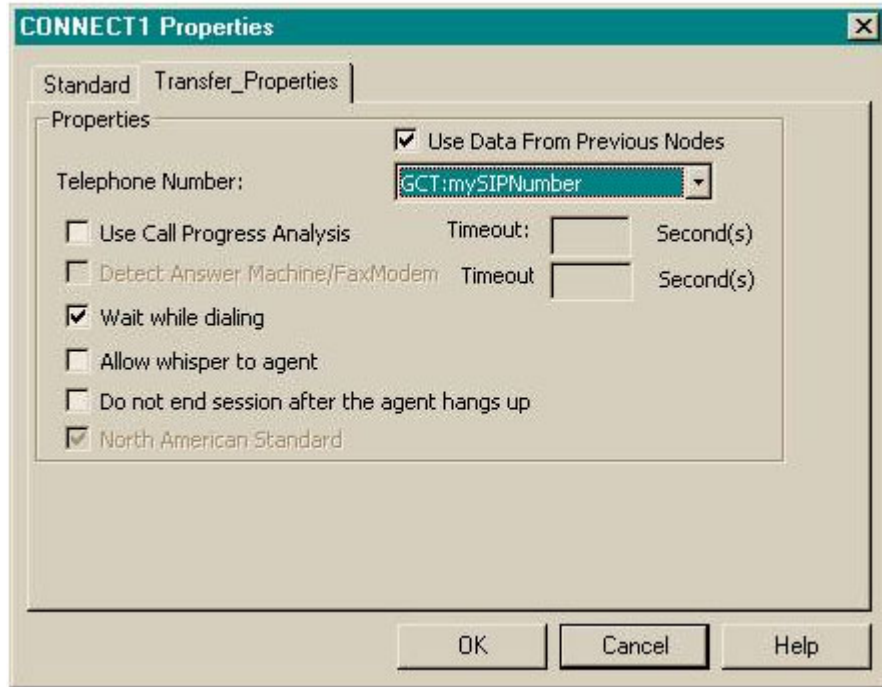 CONNECT1 Properties
Standard
Transfer_Properties
Properties
Use Data From Previous Nodes
Telephone Number:
GCT:mySIPNumber
Use Call Progress Analysis
Timeout:
Second(s)
Detect Answer Machine/FaxModem
Timeout
Second(s)
Wait while dialing
Allow whisper to agent
Do not end session after the agent hangs up
North American Standard
OK
Cancel
Help